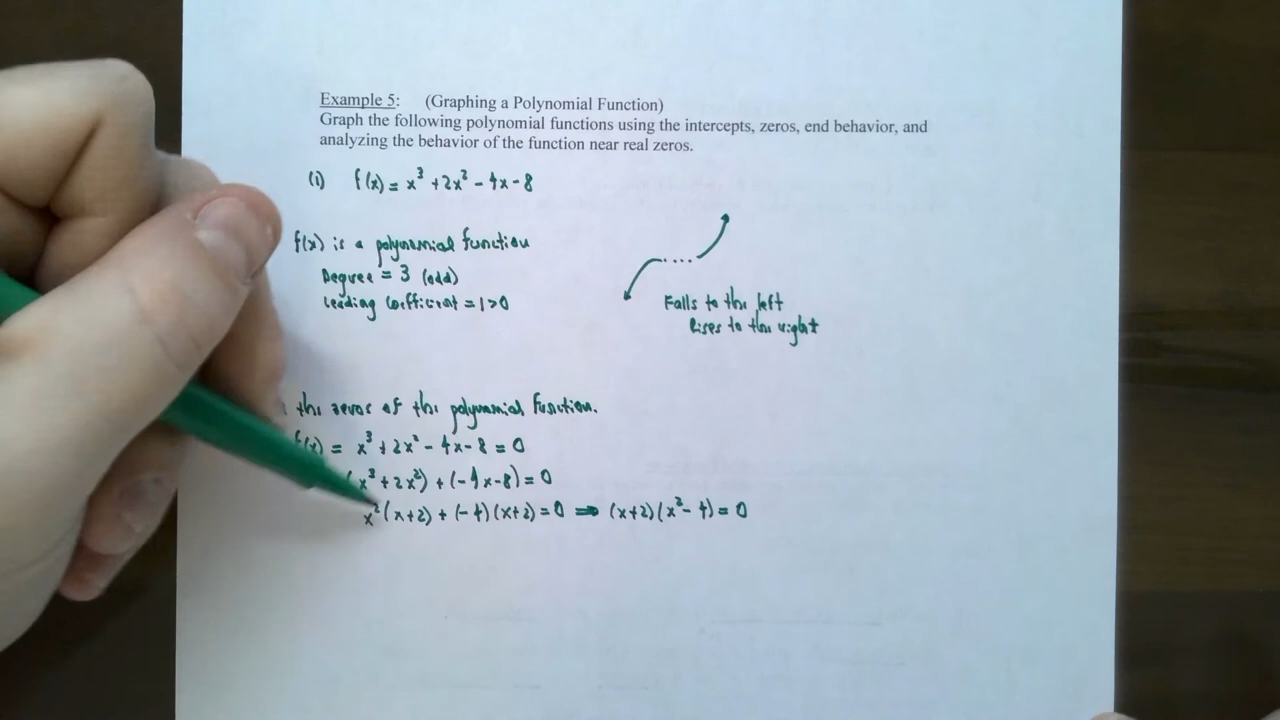 Example 5: (Graphing a Polynomial Function)
Graph the following polynomial functions using the intercepts, zeros, end behavior, and
analyzing the behavior of the function near real zeros.
(i) f(x) = x³ + 2x² - 4x - 8
f(x) is a polynomial function
Degree = 3 (odd)
Leading Coefficient = 1 > 0
Falls to the left
Rises to the right
the zeros of the polynomial function.
f(x) = x³ + 2x² - 4x - 8 = 0
(x³ + 2x²) + (-4x - 8) = 0
x²(x+2) + (-4)(x+2) = 0 ⇒ (x+2)(x² - 4) = 0